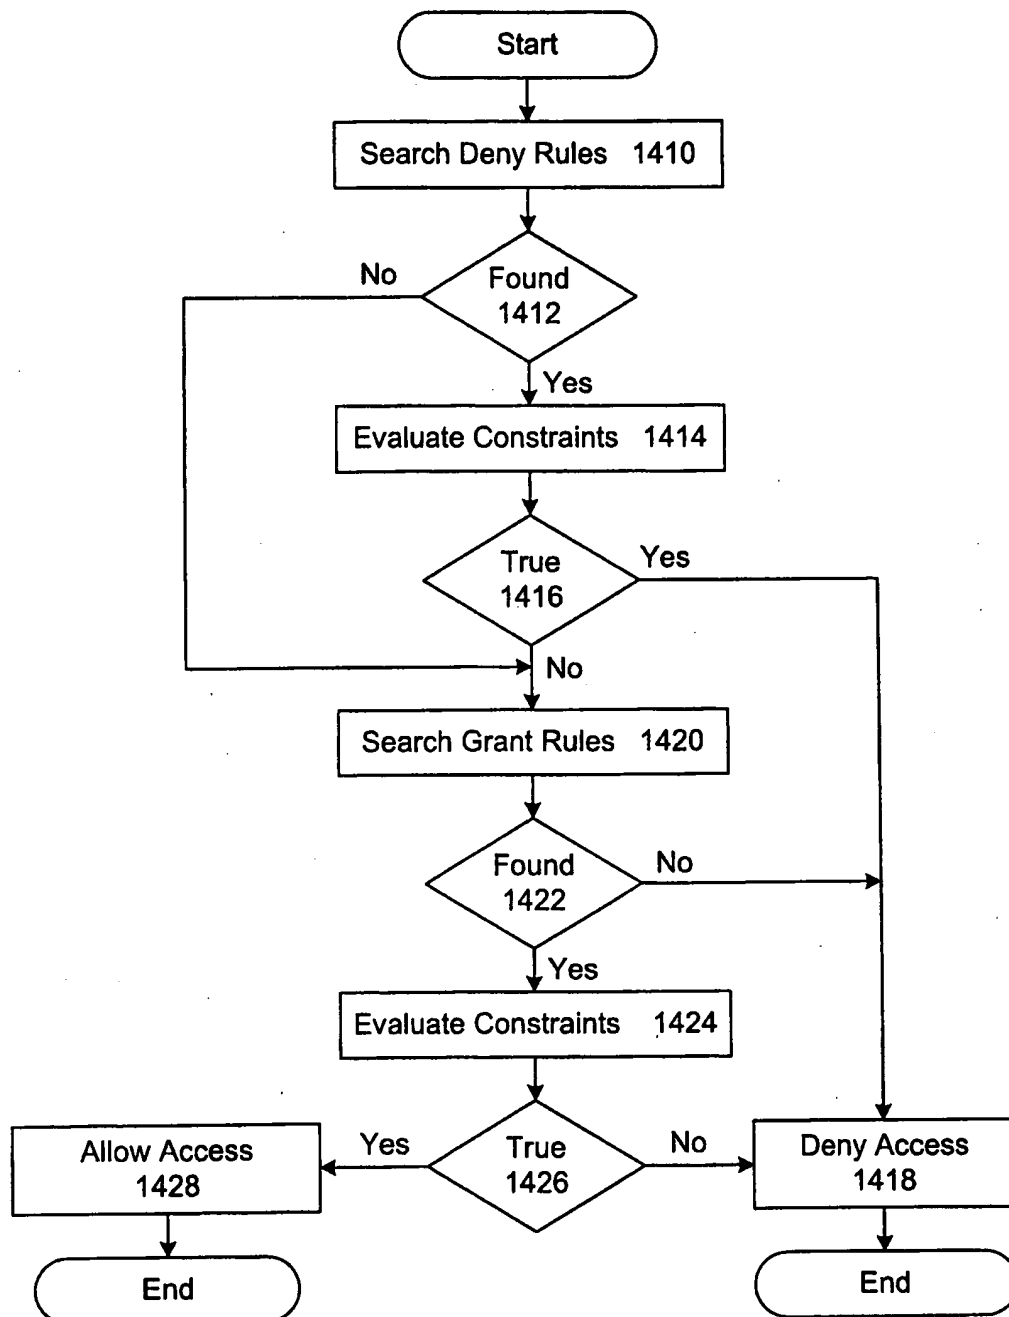 Start
Search Deny Rules 1410
No
Found
1412
Yes
Evaluate Constraints 1414
True
1416
Yes
No
Search Grant Rules 1420
Found
1422
No
Yes
Evaluate Constraints 1424
Allow Access
1428
Yes
True
1426
No
Deny Access
1418
End
End